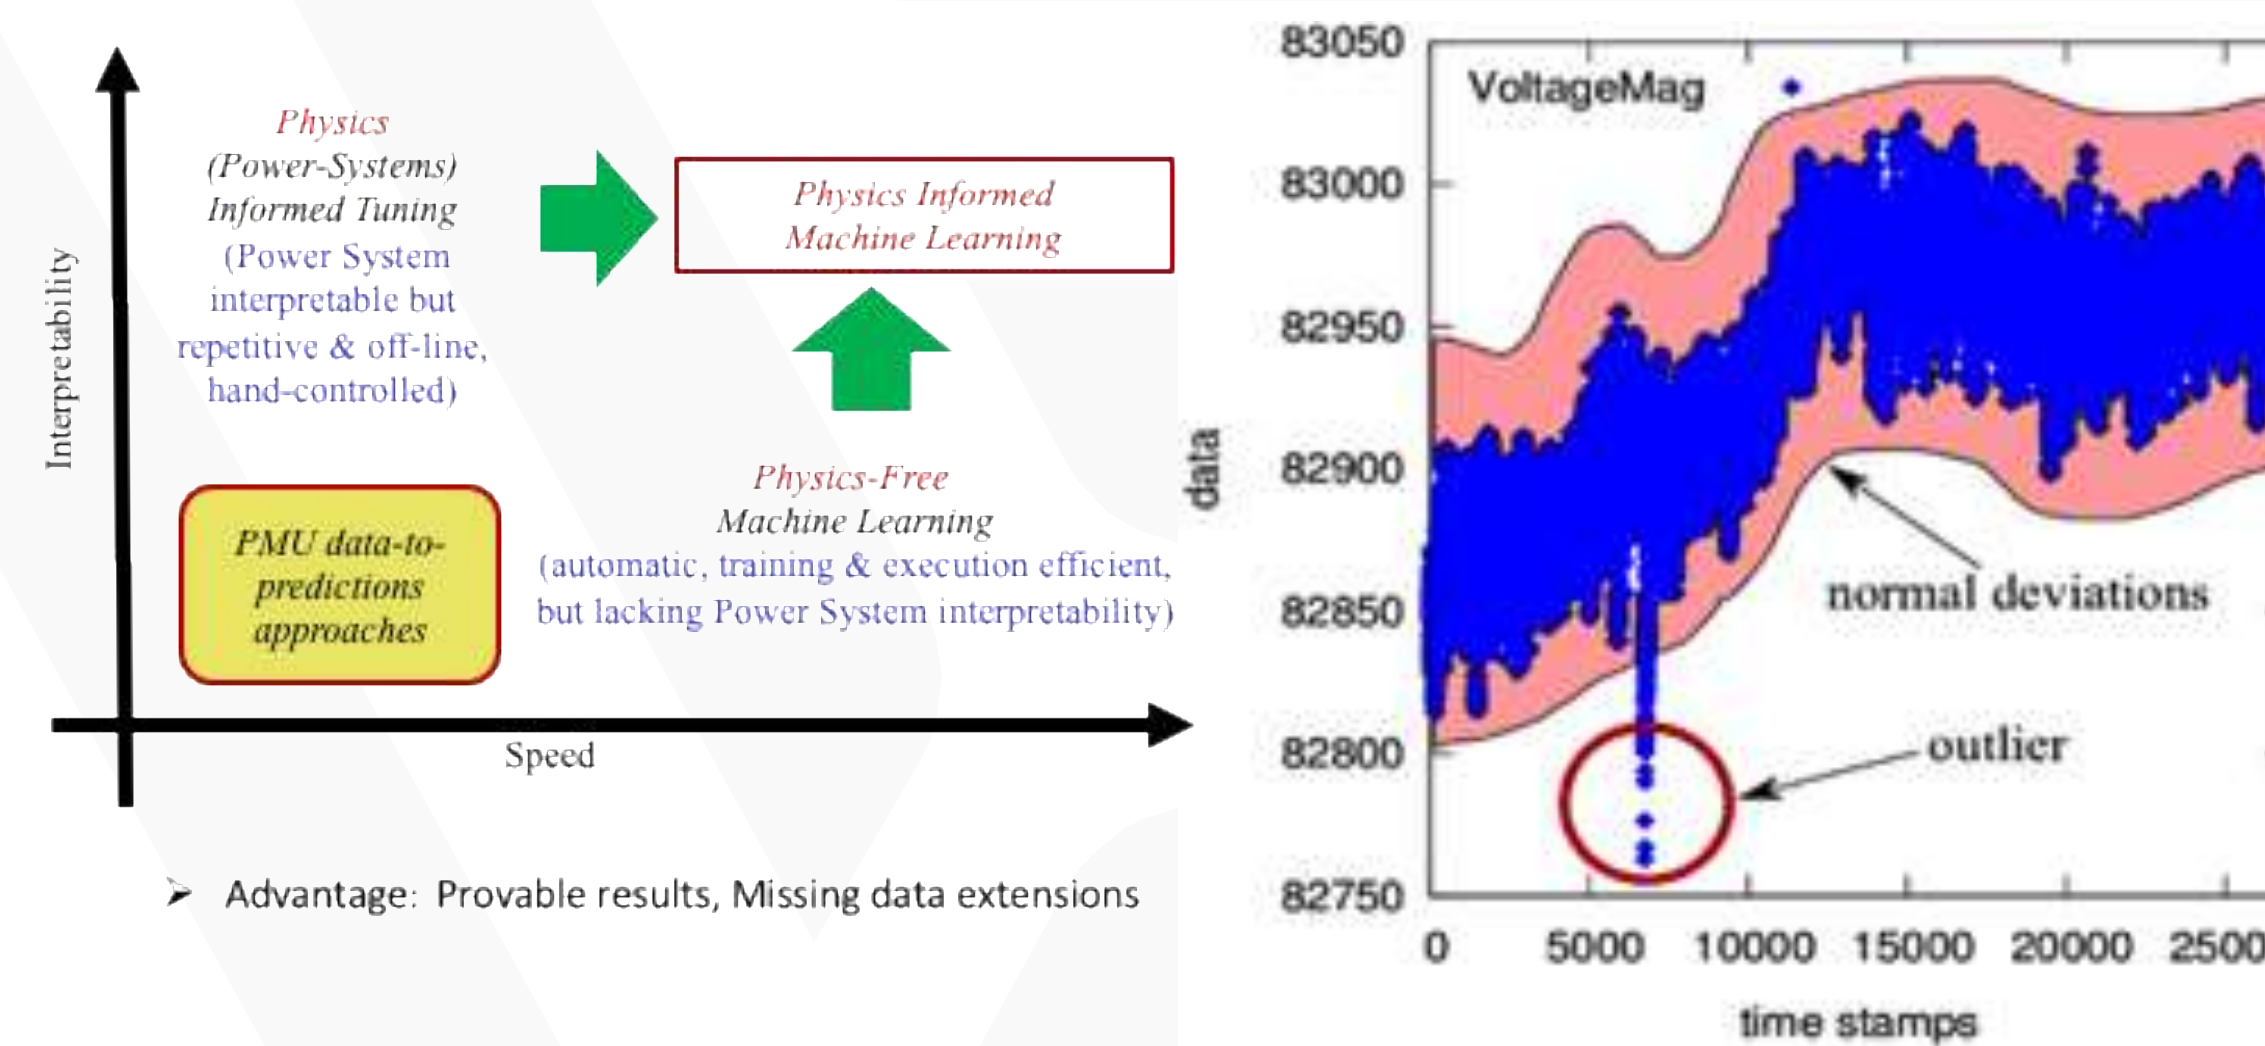 Interpretability
Physics
(Power-Systems)
Informed Tuning
(Power System
interpretable but
repetitive & off-line,
hand-controlled)
Physics Informed
Machine Learning
PMU data-to-
predictions
approaches
Physics-Free
Machine Learning
(automatic, training & execution efficient,
but lacking Power System interpretability)
Speed
➢ Advantage: Provable results, Missing data extensions
VoltageMag
data
83050
83000
82950
82900
82850
82800
82750
normal deviations
outlier
0 5000 10000 15000 20000 2500
time stamps